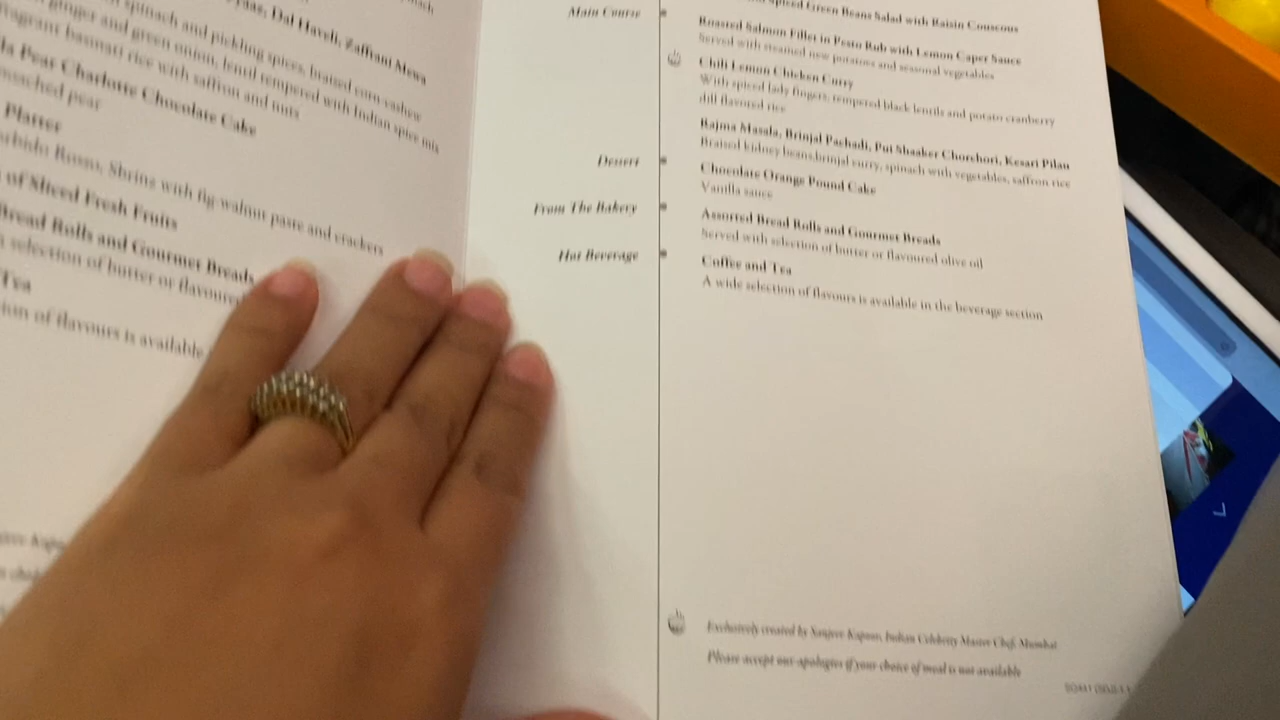 Dal Haveli, Zaffrani Mewa
spinach and pickling spices, braised corn cashew
ginger and green onion, lentil tempered with Indian spice mix
fragrant basmati rice with saffron and nuts
Pear Charlotte Chocolate Cake
poached pear
Platter
Rosso, Shrina with fig-walnut paste and crackers
of Sliced Fresh Fruits
Bread Rolls and Gourmet Breads
selection of butter or flavoured
Tea
of flavours is available
Main Course
Spiced Green Beans Salad with Raisin Couscous
Roasted Salmon Fillet in Pesto Rub with Lemon Caper Sauce
Served with steamed new potatoes and seasonal vegetables
Chili Lemon Chicken Curry
With spiced lady fingers, tempered black lentils and potato cranberry
dill flavored rice
Rajma Masala, Brinjal Pachadi, Pui Shaaker Chorchori, Kesari Pilau
Braised kidney beans,brinjal curry, spinach with vegetables, saffron rice
Dessert
Chocolate Orange Pound Cake
Vanilla sauce
From The Bakery
Assorted Bread Rolls and Gourmet Breads
Served with selection of butter or flavoured olive oil
Hot Beverage
Coffee and Tea
A wide selection of flavours is available in the beverage section
Exclusively created by Sanjeev Kapoor, Indian Celebrity Master Chef, Mumbai
Please accept our apologies if your choice of meal is not available